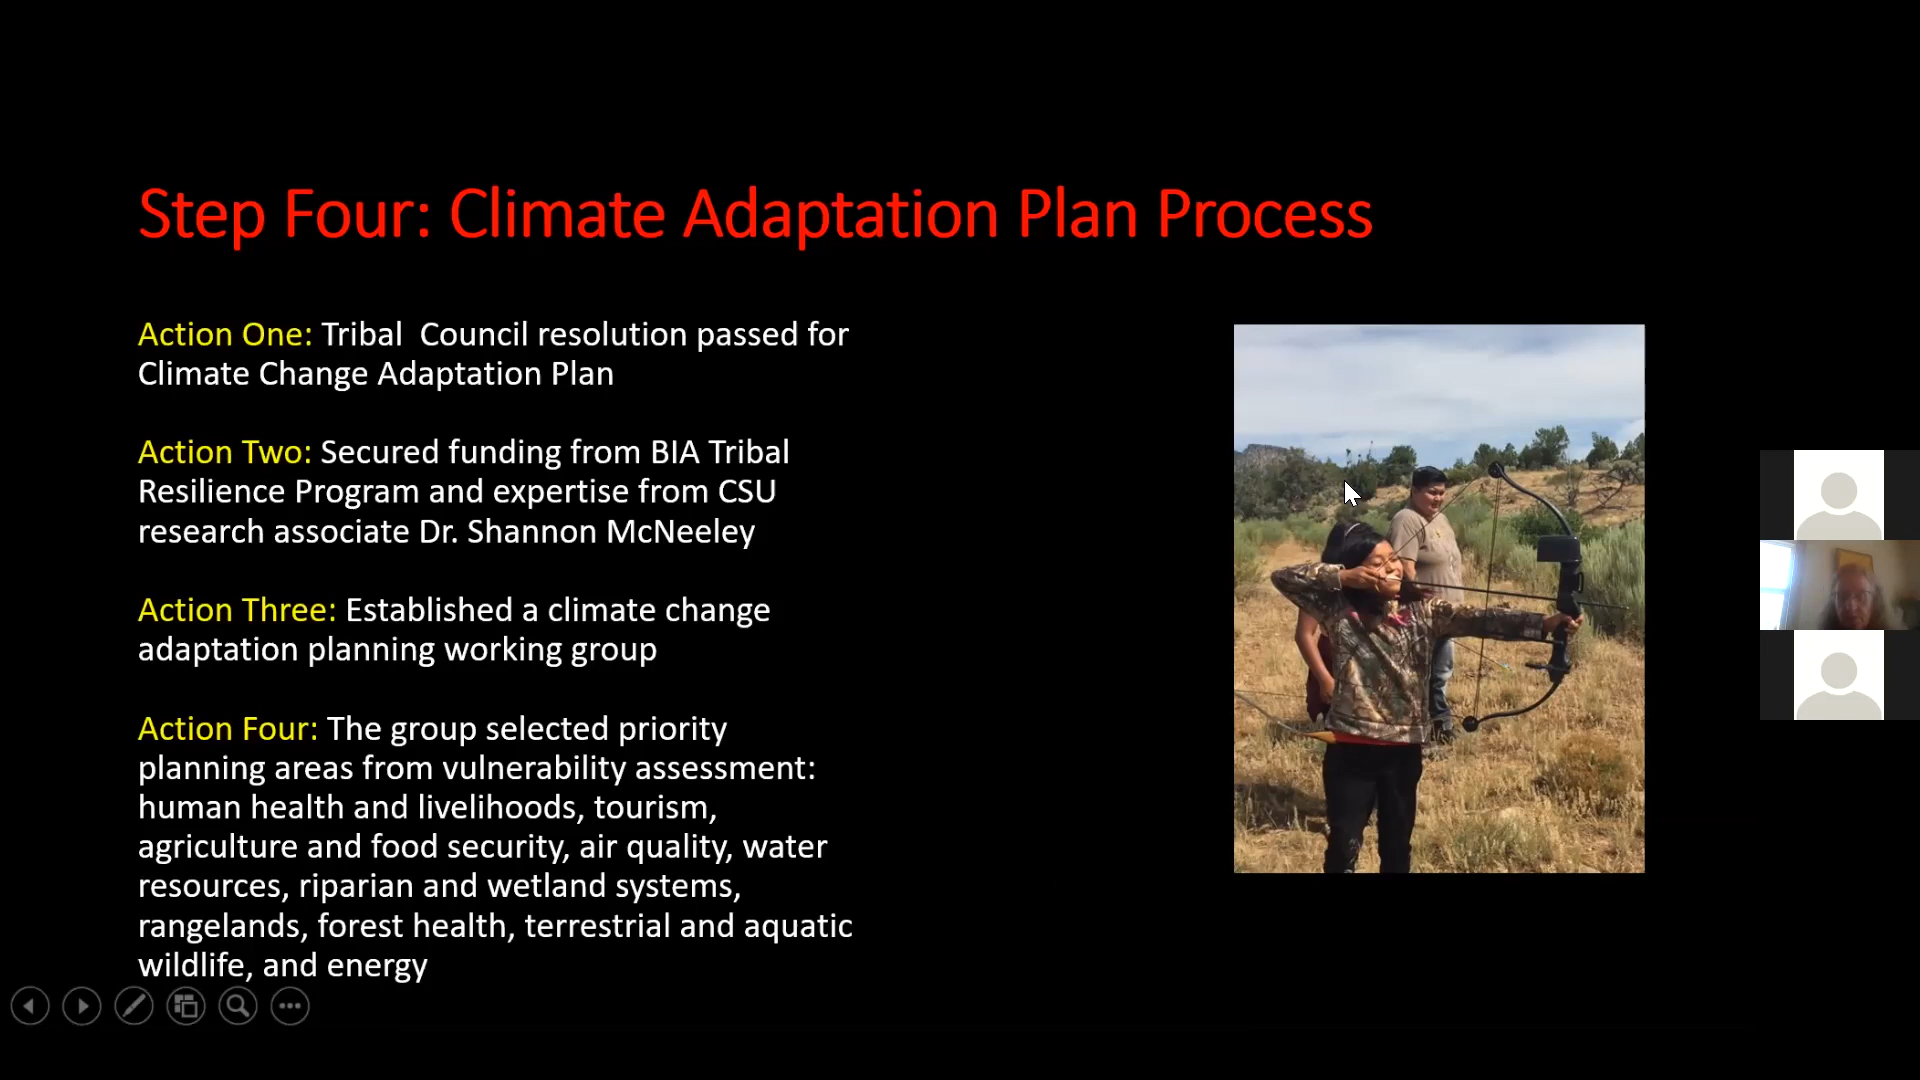 Step Four: Climate Adaptation Plan Process
Action One: Tribal  Council resolution passed for
Climate Change Adaptation Plan
Action Two: Secured funding from BIA Tribal
Resilience Program and expertise from CSU
research associate Dr. Shannon McNeeley
Action Three: Established a climate change
adaptation planning working group
Action Four: The group selected priority
planning areas from vulnerability assessment:
human health and livelihoods, tourism,
agriculture and food security, air quality, water
resources, riparian and wetland systems,
rangelands, forest health, terrestrial and aquatic
wildlife, and energy